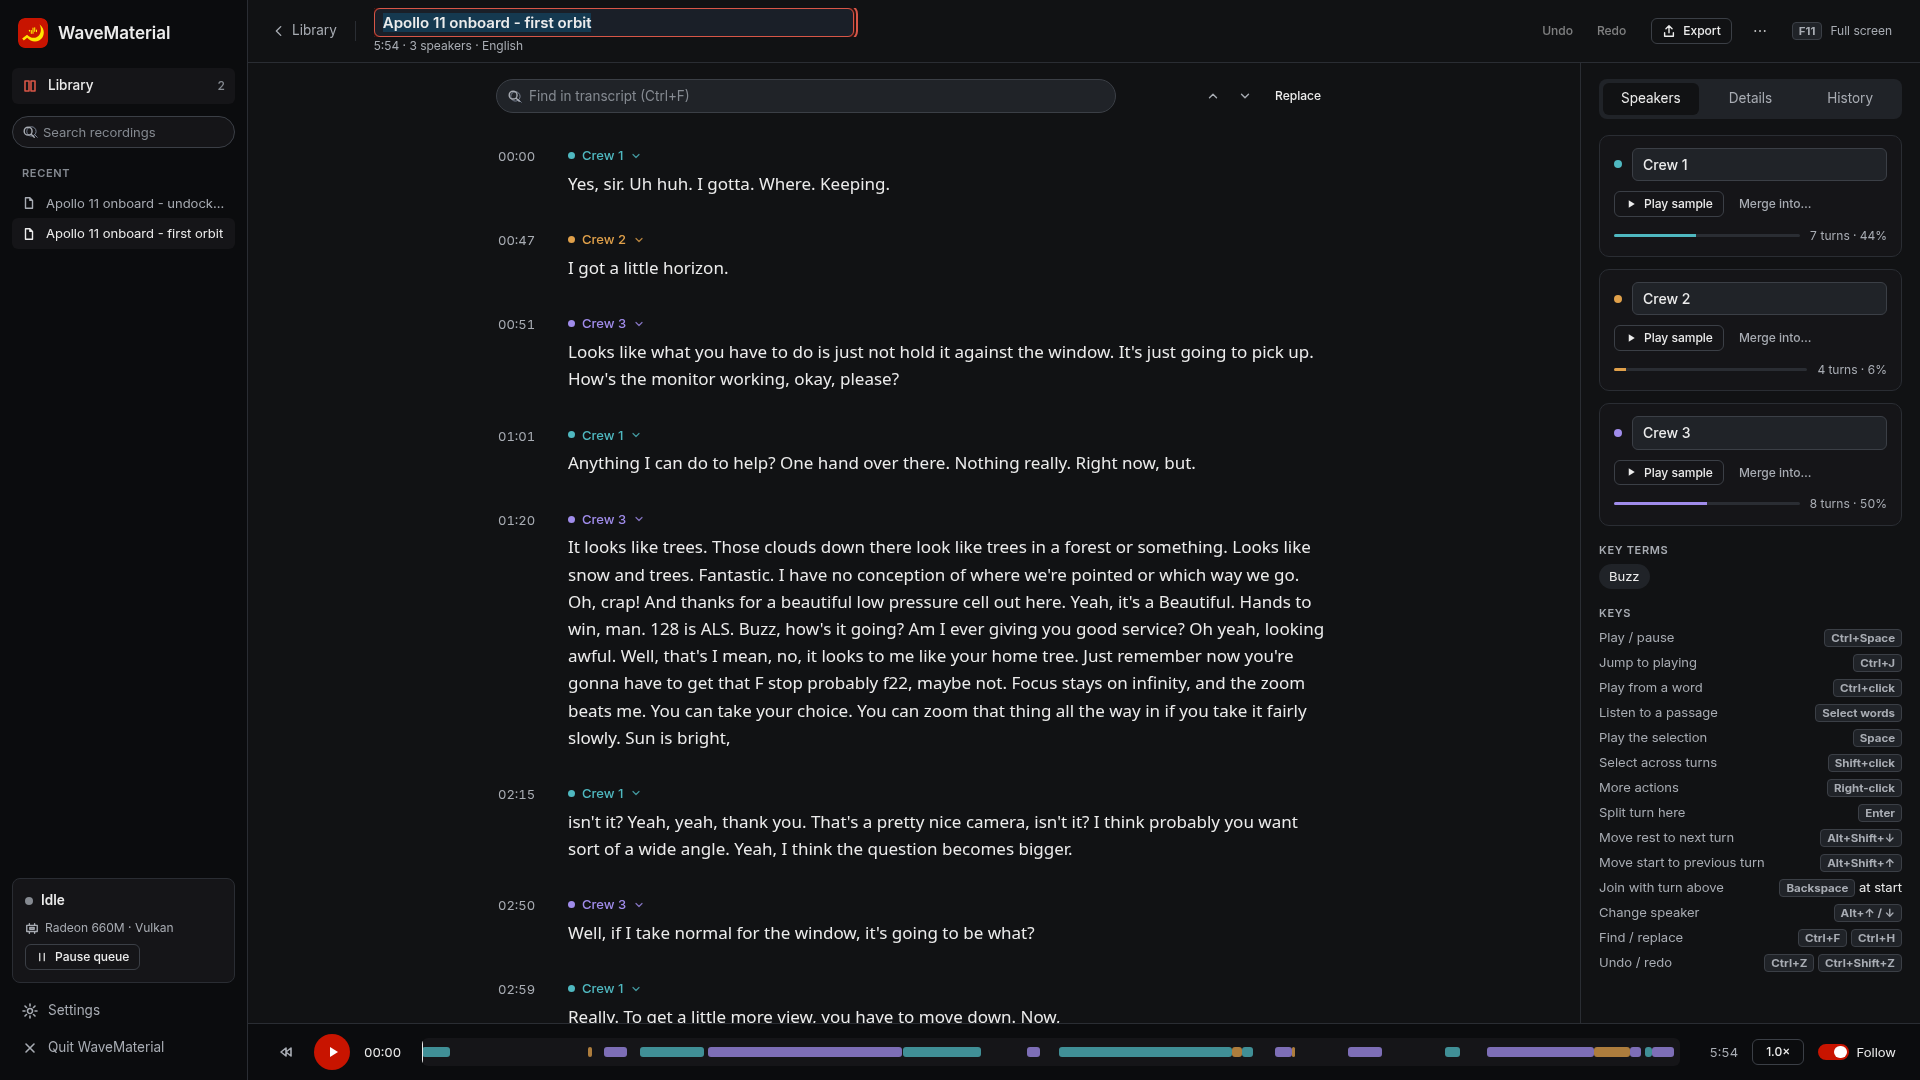 WaveMaterial
Library 2
Search recordings
RECENT
Apollo 11 onboard - undock...
Apollo 11 onboard - first orbit
Idle
Radeon 660M · Vulkan
Pause queue
Settings
Quit WaveMaterial
Library
Apollo 11 onboard - first orbit
5:54 · 3 speakers · English
Undo
Redo
Export
F11 Full screen
Find in transcript (Ctrl+F)
Replace
00:00 Crew 1
Yes, sir. Uh huh. I gotta. Where. Keeping.
00:47 Crew 2
I got a little horizon.
00:51 Crew 3
Looks like what you have to do is just not hold it against the window. It's just going to pick up.
How's the monitor working, okay, please?
01:01 Crew 1
Anything I can do to help? One hand over there. Nothing really. Right now, but.
01:20 Crew 3
It looks like trees. Those clouds down there look like trees in a forest or something. Looks like
snow and trees. Fantastic. I have no conception of where we're pointed or which way we go.
Oh, crap! And thanks for a beautiful low pressure cell out here. Yeah, it's a Beautiful. Hands to
win, man. 128 is ALS. Buzz, how's it going? Am I ever giving you good service? Oh yeah, looking
awful. Well, that's I mean, no, it looks to me like your home tree. Just remember now you're
gonna have to get that F stop probably f22, maybe not. Focus stays on infinity, and the zoom
beats me. You can take your choice. You can zoom that thing all the way in if you take it fairly
slowly. Sun is bright,
02:15 Crew 1
isn't it? Yeah, yeah, thank you. That's a pretty nice camera, isn't it? I think probably you want
sort of a wide angle. Yeah, I think the question becomes bigger.
02:50 Crew 3
Well, if I take normal for the window, it's going to be what?
02:59 Crew 1
Really. To get a little more view, you have to move down. Now.
Speakers
Details
History
Crew 1
Play sample
Merge into...
7 turns · 44%
Crew 2
Play sample
Merge into...
4 turns · 6%
Crew 3
Play sample
Merge into...
8 turns · 50%
KEY TERMS
Buzz
KEYS
Play / pause Ctrl+Space
Jump to playing Ctrl+J
Play from a word Ctrl+click
Listen to a passage Select words
Play the selection Space
Select across turns Shift+click
More actions Right-click
Split turn here Enter
Move rest to next turn Alt+Shift+↓
Move start to previous turn Alt+Shift+↑
Join with turn above Backspace at start
Change speaker Alt+↑ / ↓
Find / replace Ctrl+F Ctrl+H
Undo / redo Ctrl+Z Ctrl+Shift+Z
00:00
5:54
1.0×
Follow